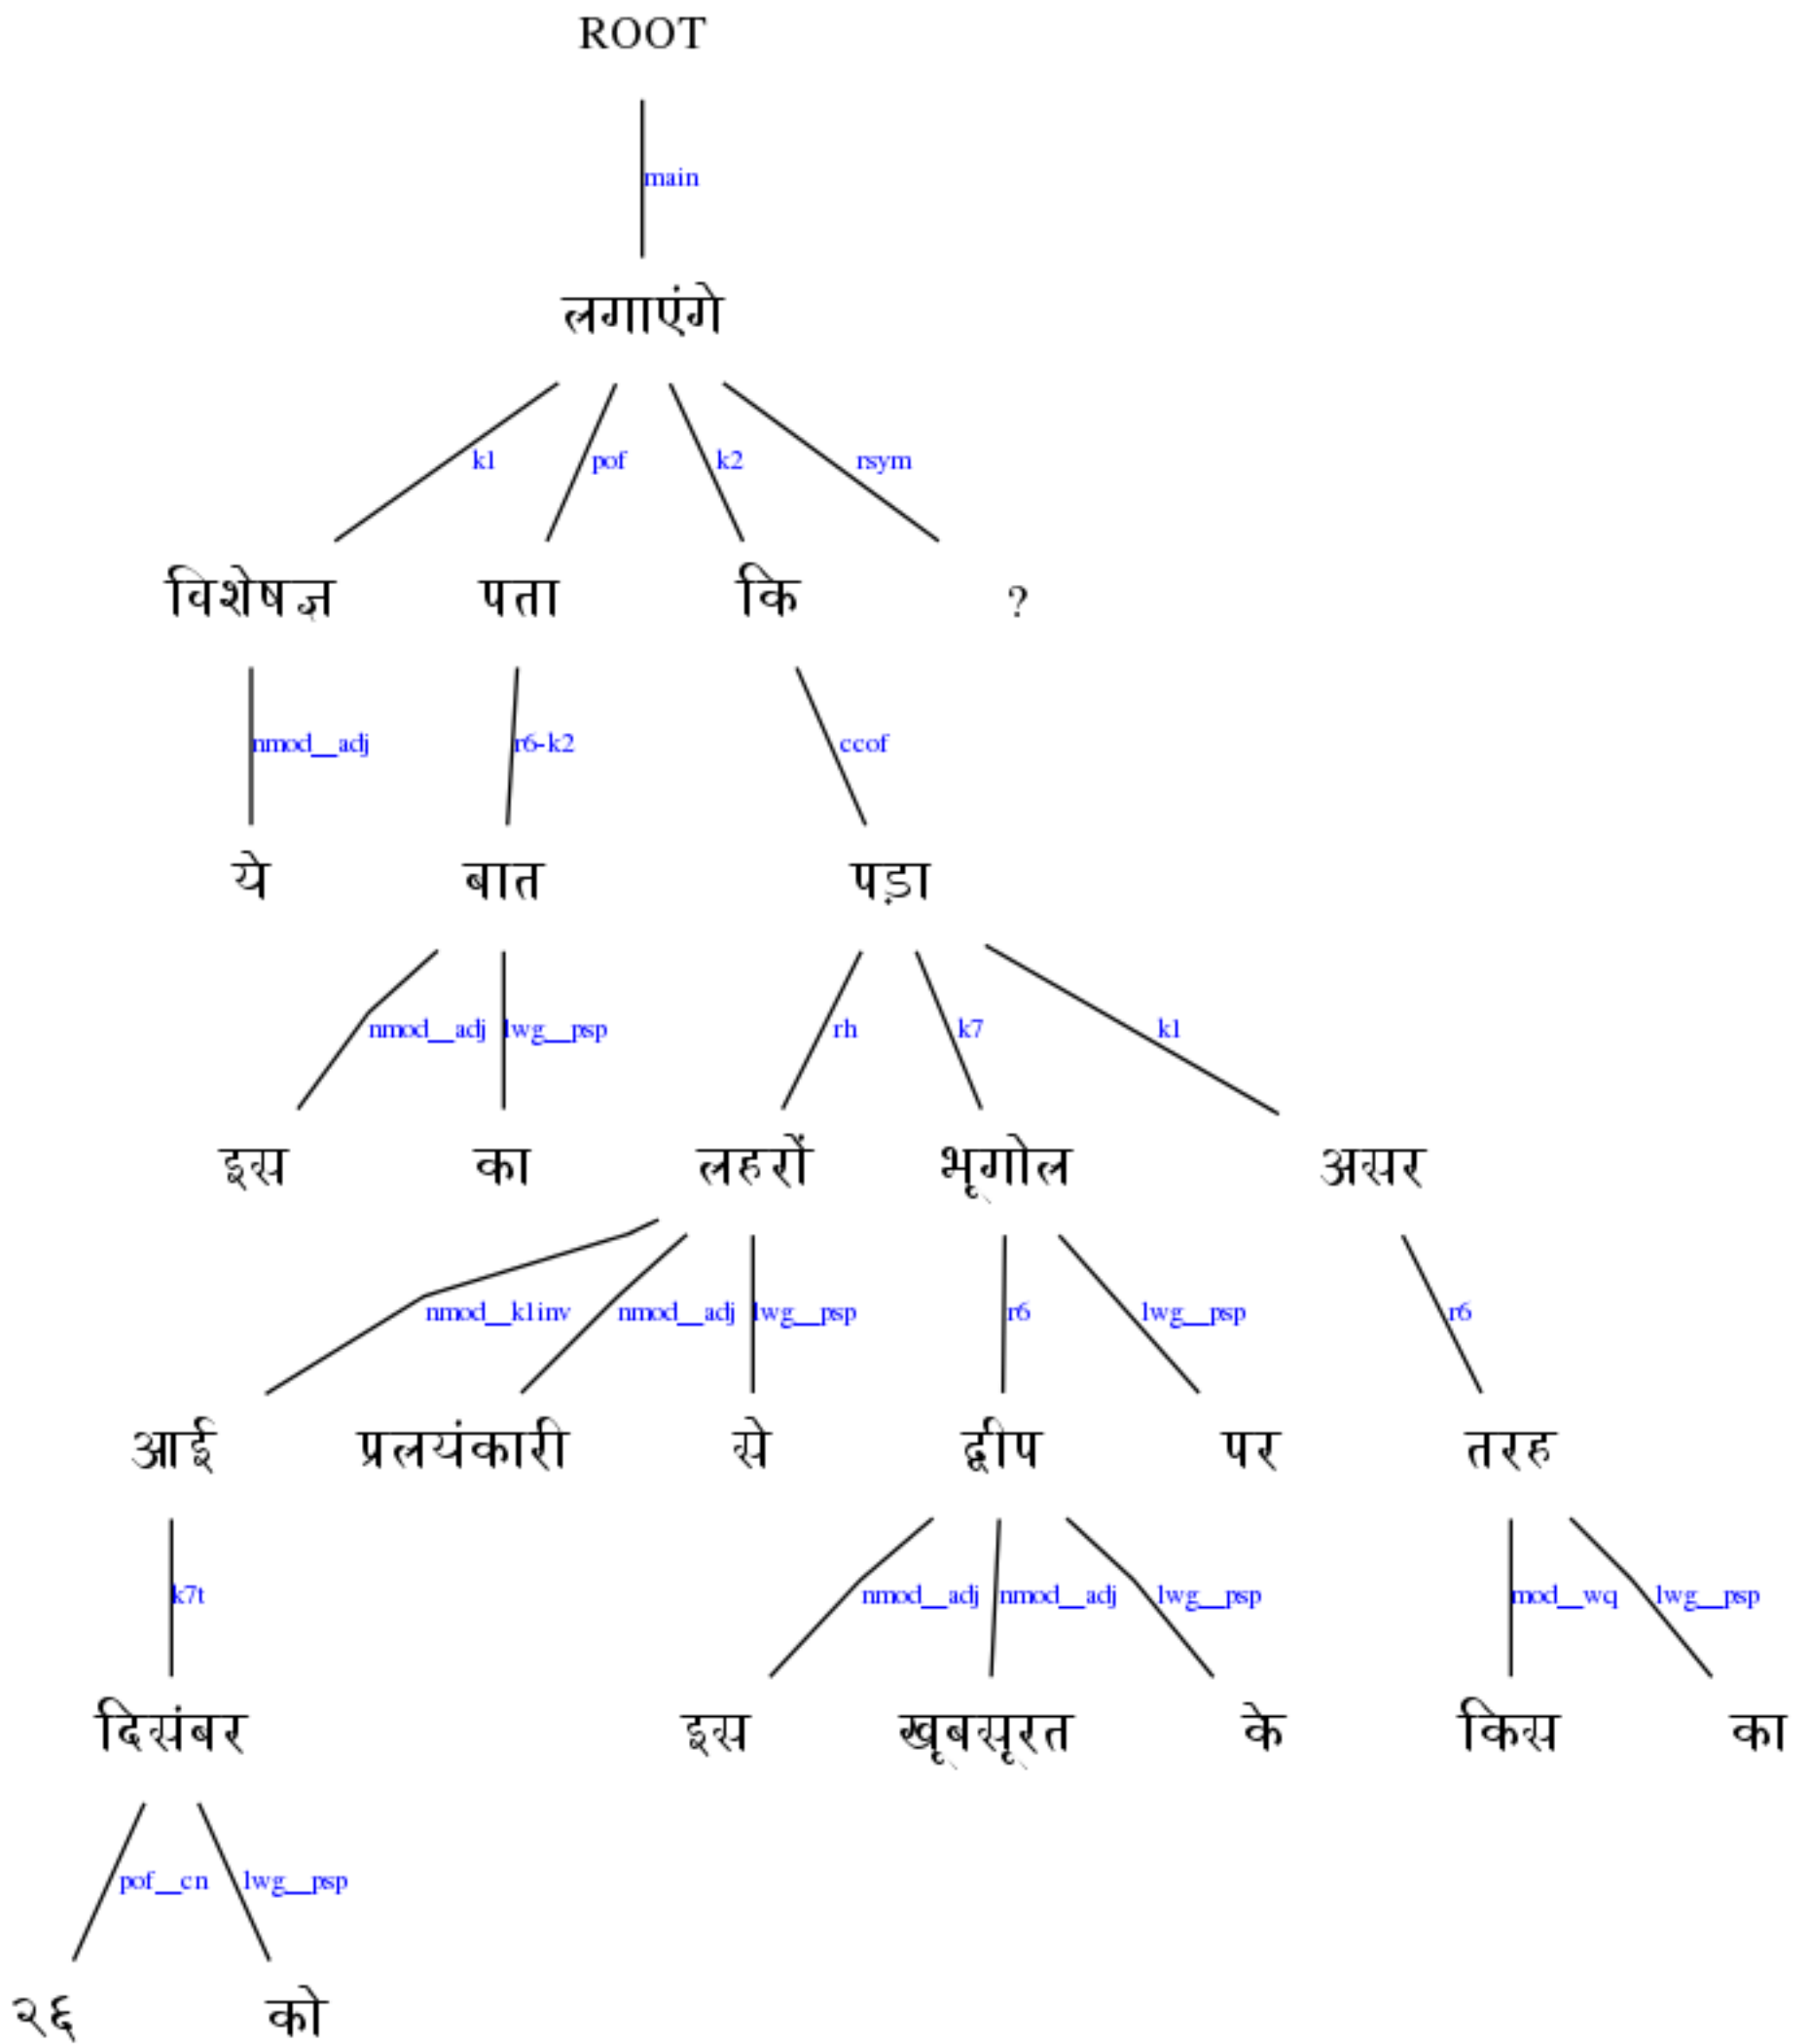 ROOT
main
लगाएंगे
k1 pof k2 rsym
विशेषज्ञ पता कि ?
nmod__adj r6-k2 ccof
ये बात पड़ा
nmod__adj lwg__psp rh k7 k1
इस का लहरों भूगोल असर
nmod__k1inv nmod__adj lwg__psp r6 lwg__psp r6
आई प्रलयंकारी से द्वीप पर तरह
k7t nmod__adj nmod__adj lwg__psp mod__wq lwg__psp
दिसंबर इस खूबसूरत के किस का
pof__cn lwg__psp
२६ को